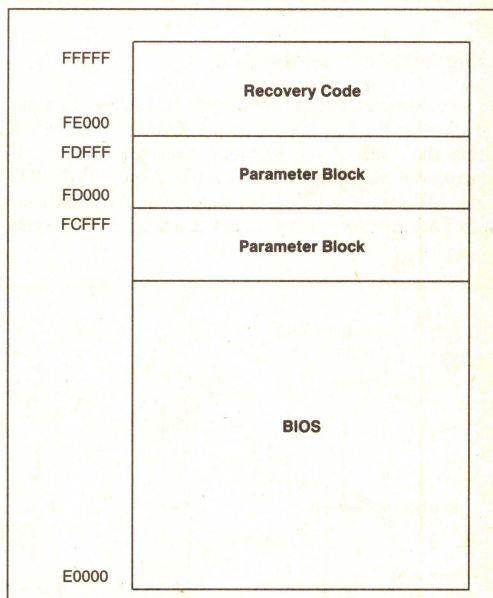 FFFFF
Recovery Code
FE000
FDFFF
Parameter Block
FD000
FCFFF
Parameter Block
BIOS
E0000